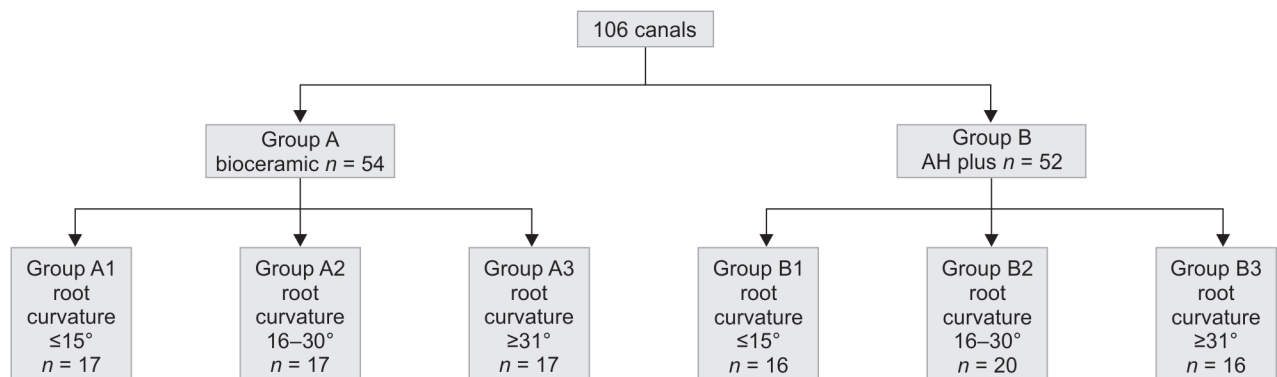 106 canals
Group A
bioceramic n = 54
Group B
AH plus n = 52
Group A1
root
curvature
≤15°
n = 17
Group A2
root
curvature
16–30°
n = 17
Group A3
root
curvature
≥31°
n = 17
Group B1
root
curvature
≤15°
n = 16
Group B2
root
curvature
16–30°
n = 20
Group B3
root
curvature
≥31°
n = 16